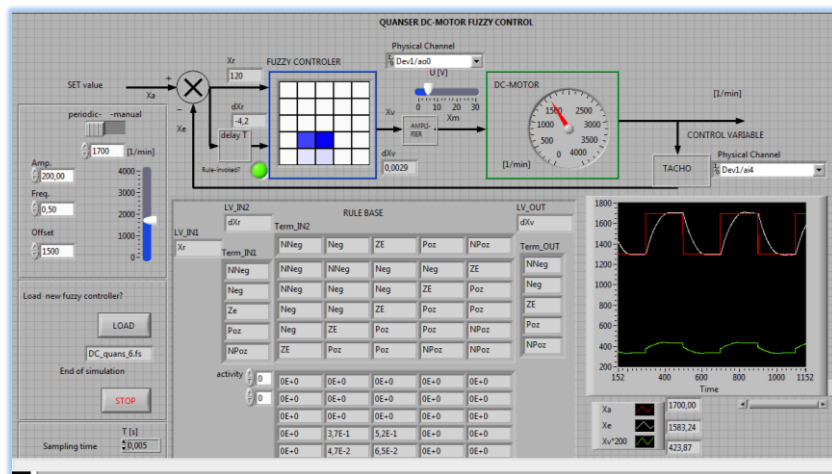 QUANSER DC-MOTOR FUZZY CONTROL
Physical Channel
Xr
FUZZY CONTROLER
Dev1/ao0
120
U [V]
DC-MOTOR
SET value
Xa
+
−
dXr
-4,2
Xe
delay T
Rule-invoked?
0 10 20 30
Xv
Xm
AMPLI-
FIER
dXv
0,0029
0
500
1000
1500
2000
2500
3000
3500
4000
[1/min]
[1/min]
CONTROL VARIABLE
TACHO
Physical Channel
Dev1/ai4
periodic- -manual
1700 [1/min]
Amp.
200,00
Freq.
0,50
Offset
1500
4000
3000
2000
1000
0
LV_IN2
dXr
RULE BASE
LV_OUT
dXv
LV_IN1
Xr
Term_IN2
Term_IN1
Term_OUT
NNeg Neg ZE Poz NPoz
NNeg NNeg NNeg Neg Neg ZE NNeg
Neg NNeg Neg Neg ZE Poz Neg
Ze Neg Neg ZE Poz Poz ZE
Poz Neg ZE Poz Poz NPoz Poz
NPoz ZE Poz Poz NPoz NPoz NPoz
activity 0
0
0E+0 0E+0 0E+0 0E+0 0E+0
0E+0 0E+0 0E+0 0E+0 0E+0
0E+0 0E+0 0E+0 0E+0 0E+0
0E+0 3,7E-1 5,2E-1 0E+0 0E+0
0E+0 4,7E-2 6,5E-2 0E+0 0E+0
Load new fuzzy controller?
LOAD
DC_quans_6.fs
End of simulation
STOP
T [s]
Sampling time 0,005
1800
1600
1400
1200
1000
800
600
400
200
152 400 600 800 1000 1152
Time
Xa 1700,00
Xe 1583,24
Xv*200 423,87